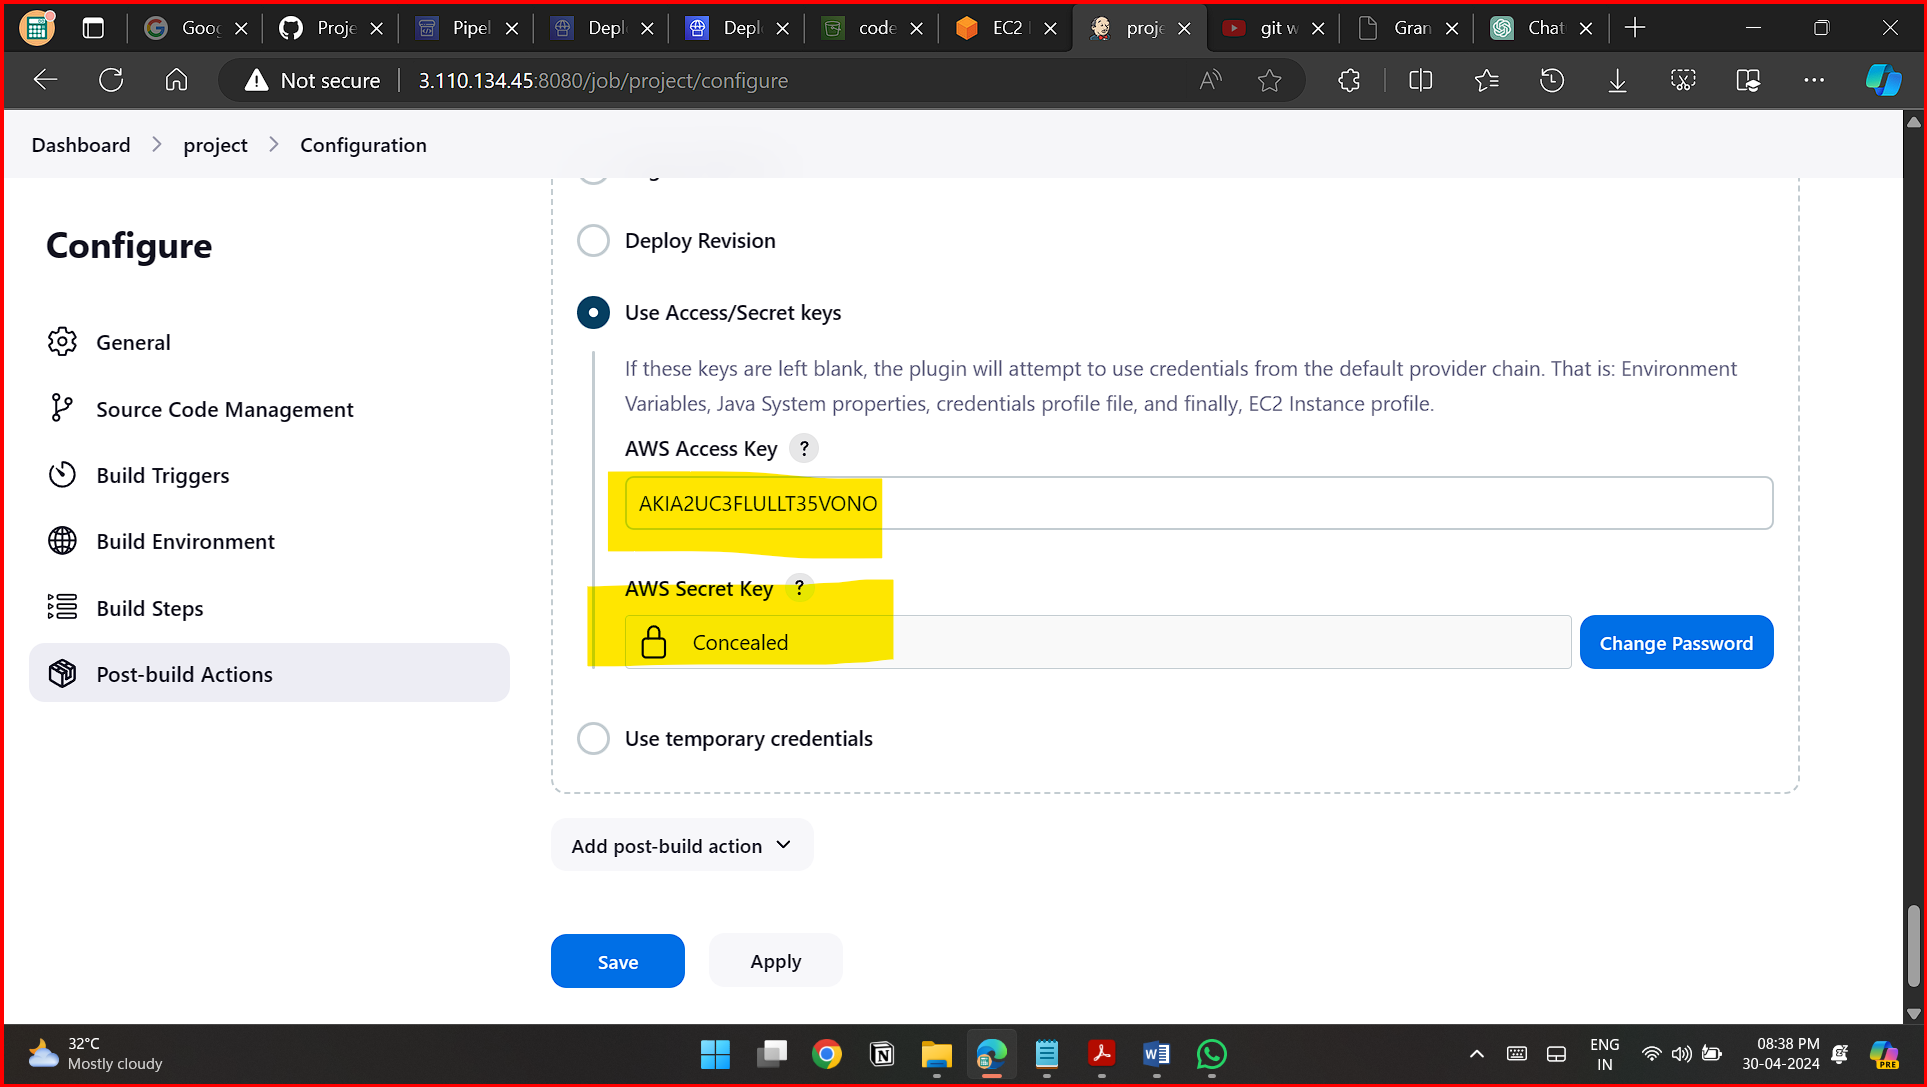 Goog
Proje
Pipel
Depl
Depl
code
EC2
proje
git w
Gran
Chat
Not secure
3.110.134.45:8080/job/project/configure
Dashboard > project > Configuration
Configure
General
Source Code Management
Build Triggers
Build Environment
Build Steps
Post-build Actions
Deploy Revision
Use Access/Secret keys
If these keys are left blank, the plugin will attempt to use credentials from the default provider chain. That is: Environment
Variables, Java System properties, credentials profile file, and finally, EC2 Instance profile.
AWS Access Key ?
AKIA2UC3FLULLT35VONO
AWS Secret Key ?
Concealed
Change Password
Use temporary credentials
Add post-build action
Save
Apply
32°C
Mostly cloudy
ENG
IN
08:38 PM
30-04-2024
PRE